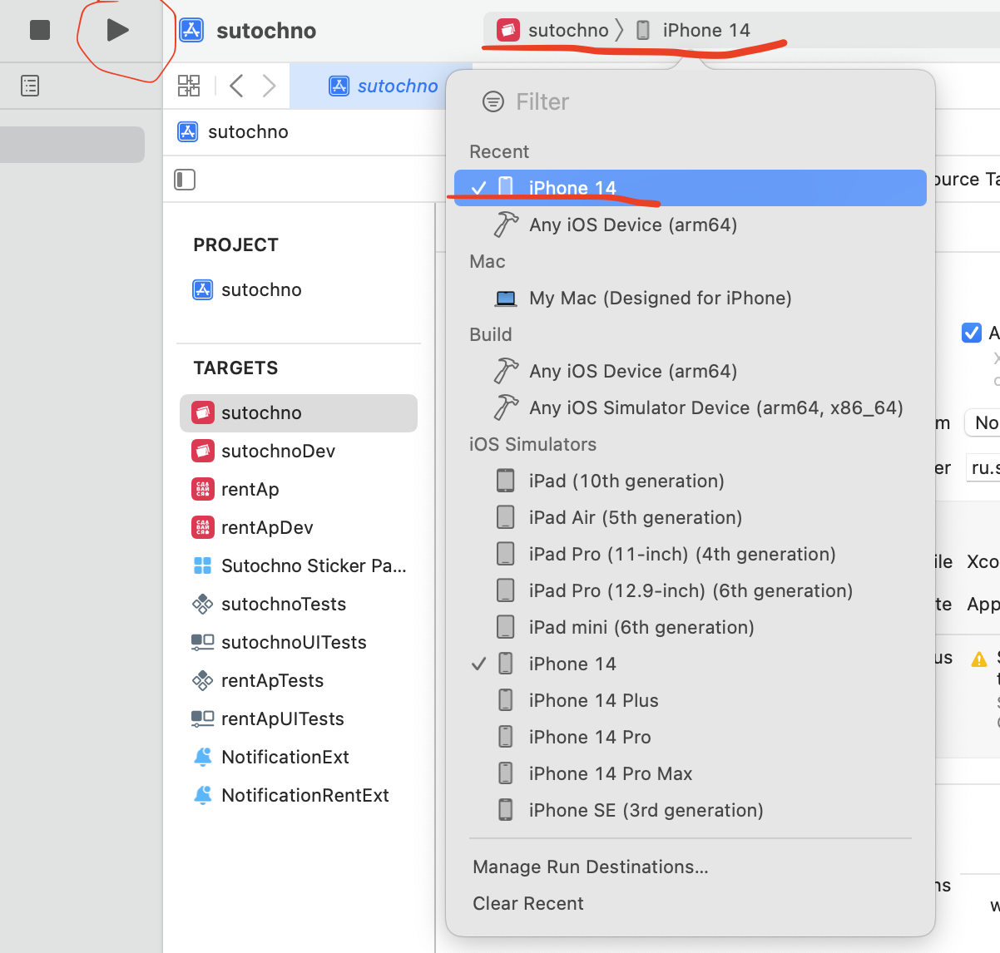 sutochno
sutochno 〉 iPhone 14
sutochno
Filter
sutochno
Recent
iPhone 14
Any iOS Device (arm64)
Mac
My Mac (Designed for iPhone)
Build
Any iOS Device (arm64)
Any iOS Simulator Device (arm64, x86_64)
iOS Simulators
iPad (10th generation)
iPad Air (5th generation)
iPad Pro (11-inch) (4th generation)
iPad Pro (12.9-inch) (6th generation)
iPad mini (6th generation)
iPhone 14
iPhone 14 Plus
iPhone 14 Pro
iPhone 14 Pro Max
iPhone SE (3rd generation)
Manage Run Destinations...
Clear Recent
PROJECT
sutochno
TARGETS
sutochno
sutochnoDev
СДАВАЙСЯ
rentAp
СДАВАЙСЯ
rentApDev
Sutochno Sticker Pa...
sutochnoTests
sutochnoUITests
rentApTests
rentApUITests
NotificationExt
NotificationRentExt
ource Ta
A
m No
er ru.s
ile Xco
te App
us
ns
w